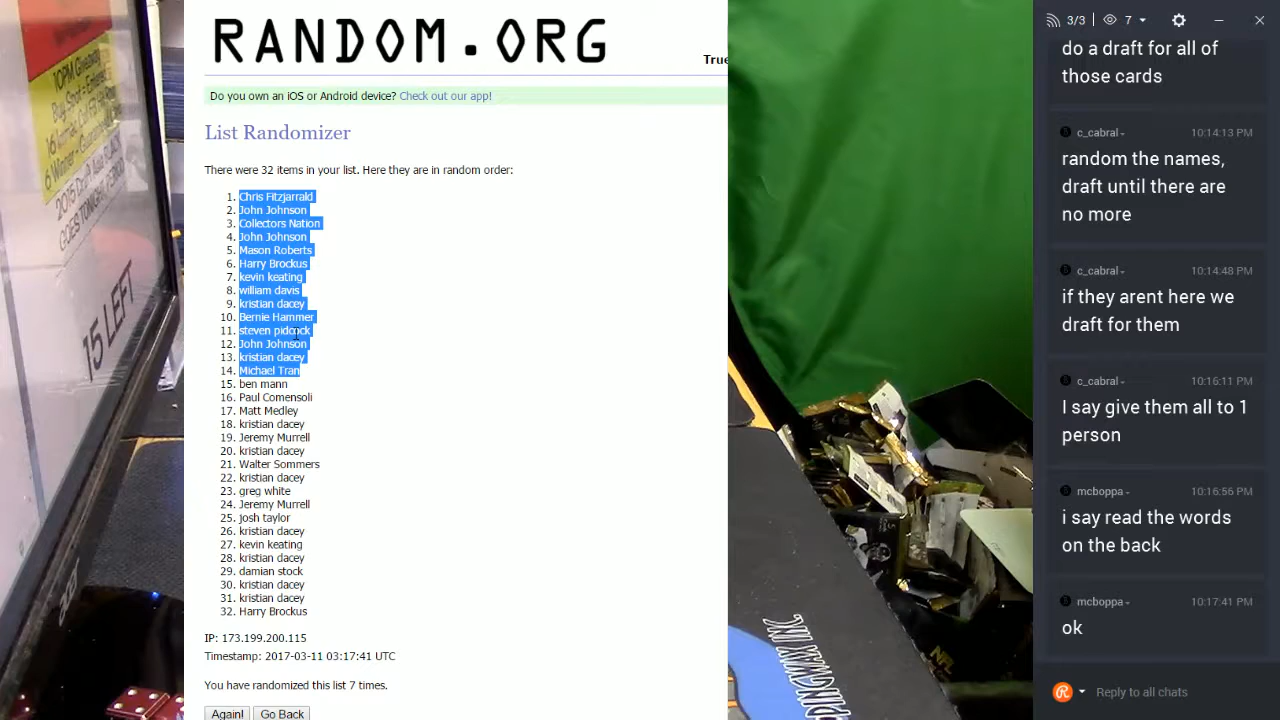 10PM Giveaway
15 LEFT
RANDOM.ORG
True
Do you own an iOS or Android device? Check out our app!
List Randomizer
There were 32 items in your list. Here they are in random order:
1. Chris Fitzjarrald
2. John Johnson
3. Collectors Nation
4. John Johnson
5. Mason Roberts
6. Harry Brockus
7. kevin keating
8. william davis
9. kristian dacey
10. Bernie Hammer
11. steven pidcock
12. John Johnson
13. kristian dacey
14. Michael Tran
15. ben mann
16. Paul Comensoli
17. Matt Medley
18. kristian dacey
19. Jeremy Murrell
20. kristian dacey
21. Walter Sommers
22. kristian dacey
23. greg white
24. Jeremy Murrell
25. josh taylor
26. kristian dacey
27. kevin keating
28. kristian dacey
29. damian stock
30. kristian dacey
31. kristian dacey
32. Harry Brockus
IP: 173.199.200.115
Timestamp: 2017-03-11 03:17:41 UTC
You have randomized this list 7 times.
Again!
Go Back
PPINGWAX INC
3/3
7
do a draft for all of
those cards
c_cabral
10:14:13 PM
random the names,
draft until there are
no more
c_cabral
10:14:48 PM
if they arent here we
draft for them
c_cabral
10:16:11 PM
I say give them all to 1
person
mcboppa
10:16:56 PM
i say read the words
on the back
mcboppa
10:17:41 PM
ok
Reply to all chats